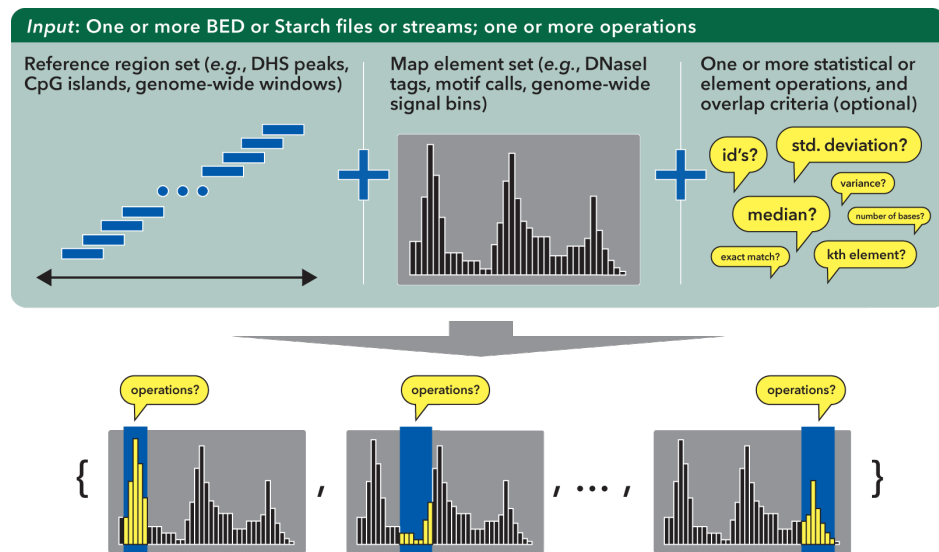 Input: One or more BED or Starch files or streams; one or more operations
Reference region set (e.g., DHS peaks,
CpG islands, genome-wide windows)
Map element set (e.g., DNaseI
tags, motif calls, genome-wide
signal bins)
One or more statistical or
element operations, and
overlap criteria (optional)
id's?
std. deviation?
variance?
median?
number of bases?
exact match?
kth element?
operations?
operations?
operations?
{ , , ... , }